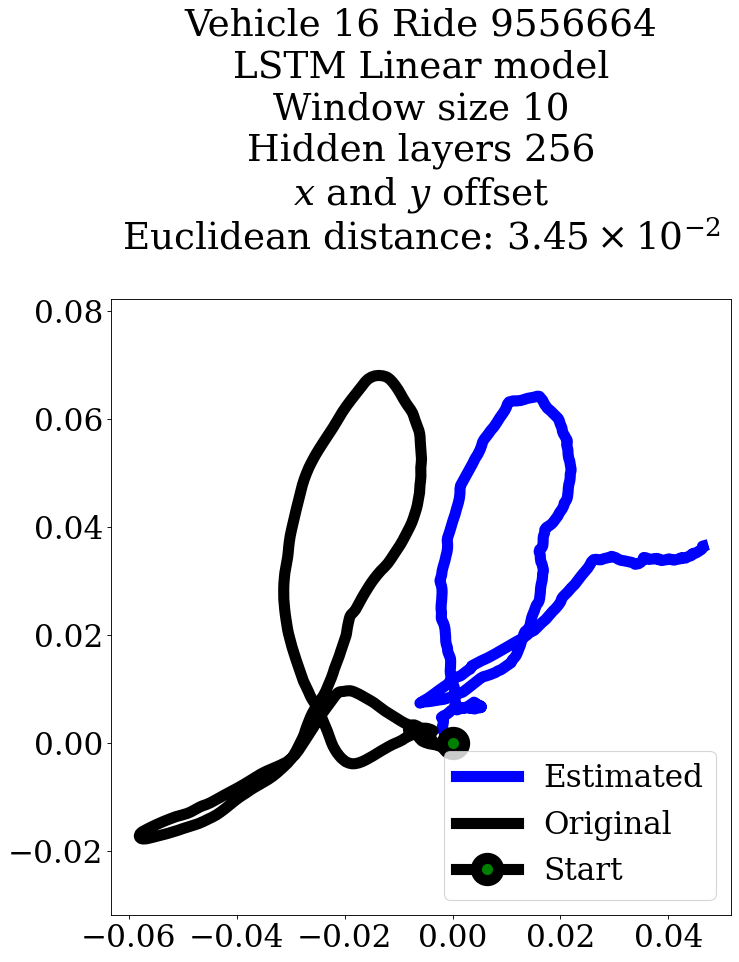 Vehicle 16 Ride 9556664
LSTM Linear model
Window size 10
Hidden layers 256
x and y offset
Euclidean distance: 3.45 × 10⁻²
0.08
0.06
0.04
0.02
0.00
−0.02
Estimated
Original
Start
−0.06 −0.04 −0.02 0.00 0.02 0.04